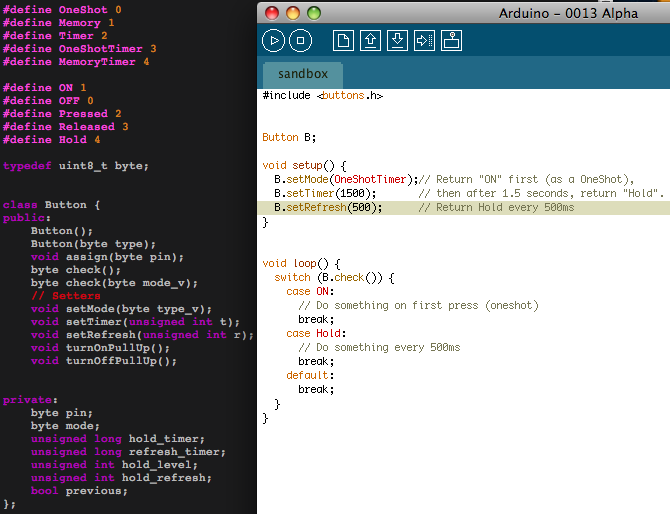 #define OneShot 0
#define Memory 1
#define Timer 2
#define OneShotTimer 3
#define MemoryTimer 4
#define ON 1
#define OFF 0
#define Pressed 2
#define Released 3
#define Hold 4
typedef uint8_t byte;
class Button {
public:
    Button();
    Button(byte type);
    void assign(byte pin);
    byte check();
    byte check(byte mode_v);
    // Setters
    void setMode(byte type_v);
    void setTimer(unsigned int t);
    void setRefresh(unsigned int r);
    void turnOnPullUp();
    void turnOffPullUp();
private:
    byte pin;
    byte mode;
    unsigned long hold_timer;
    unsigned long refresh_timer;
    unsigned int hold_level;
    unsigned int hold_refresh;
    bool previous;
};
Arduino – 0013 Alpha
sandbox
#include <buttons.h>
Button B;
void setup() {
  B.setMode(OneShotTimer);// Return "ON" first (as a OneShot),
  B.setTimer(1500);      // then after 1.5 seconds, return "Hold".
  B.setRefresh(500);     // Return Hold every 500ms
}
void loop() {
  switch (B.check()) {
    case ON:
      // Do something on first press (oneshot)
      break;
    case Hold:
      // Do something every 500ms
      break;
    default:
      break;
  }
}